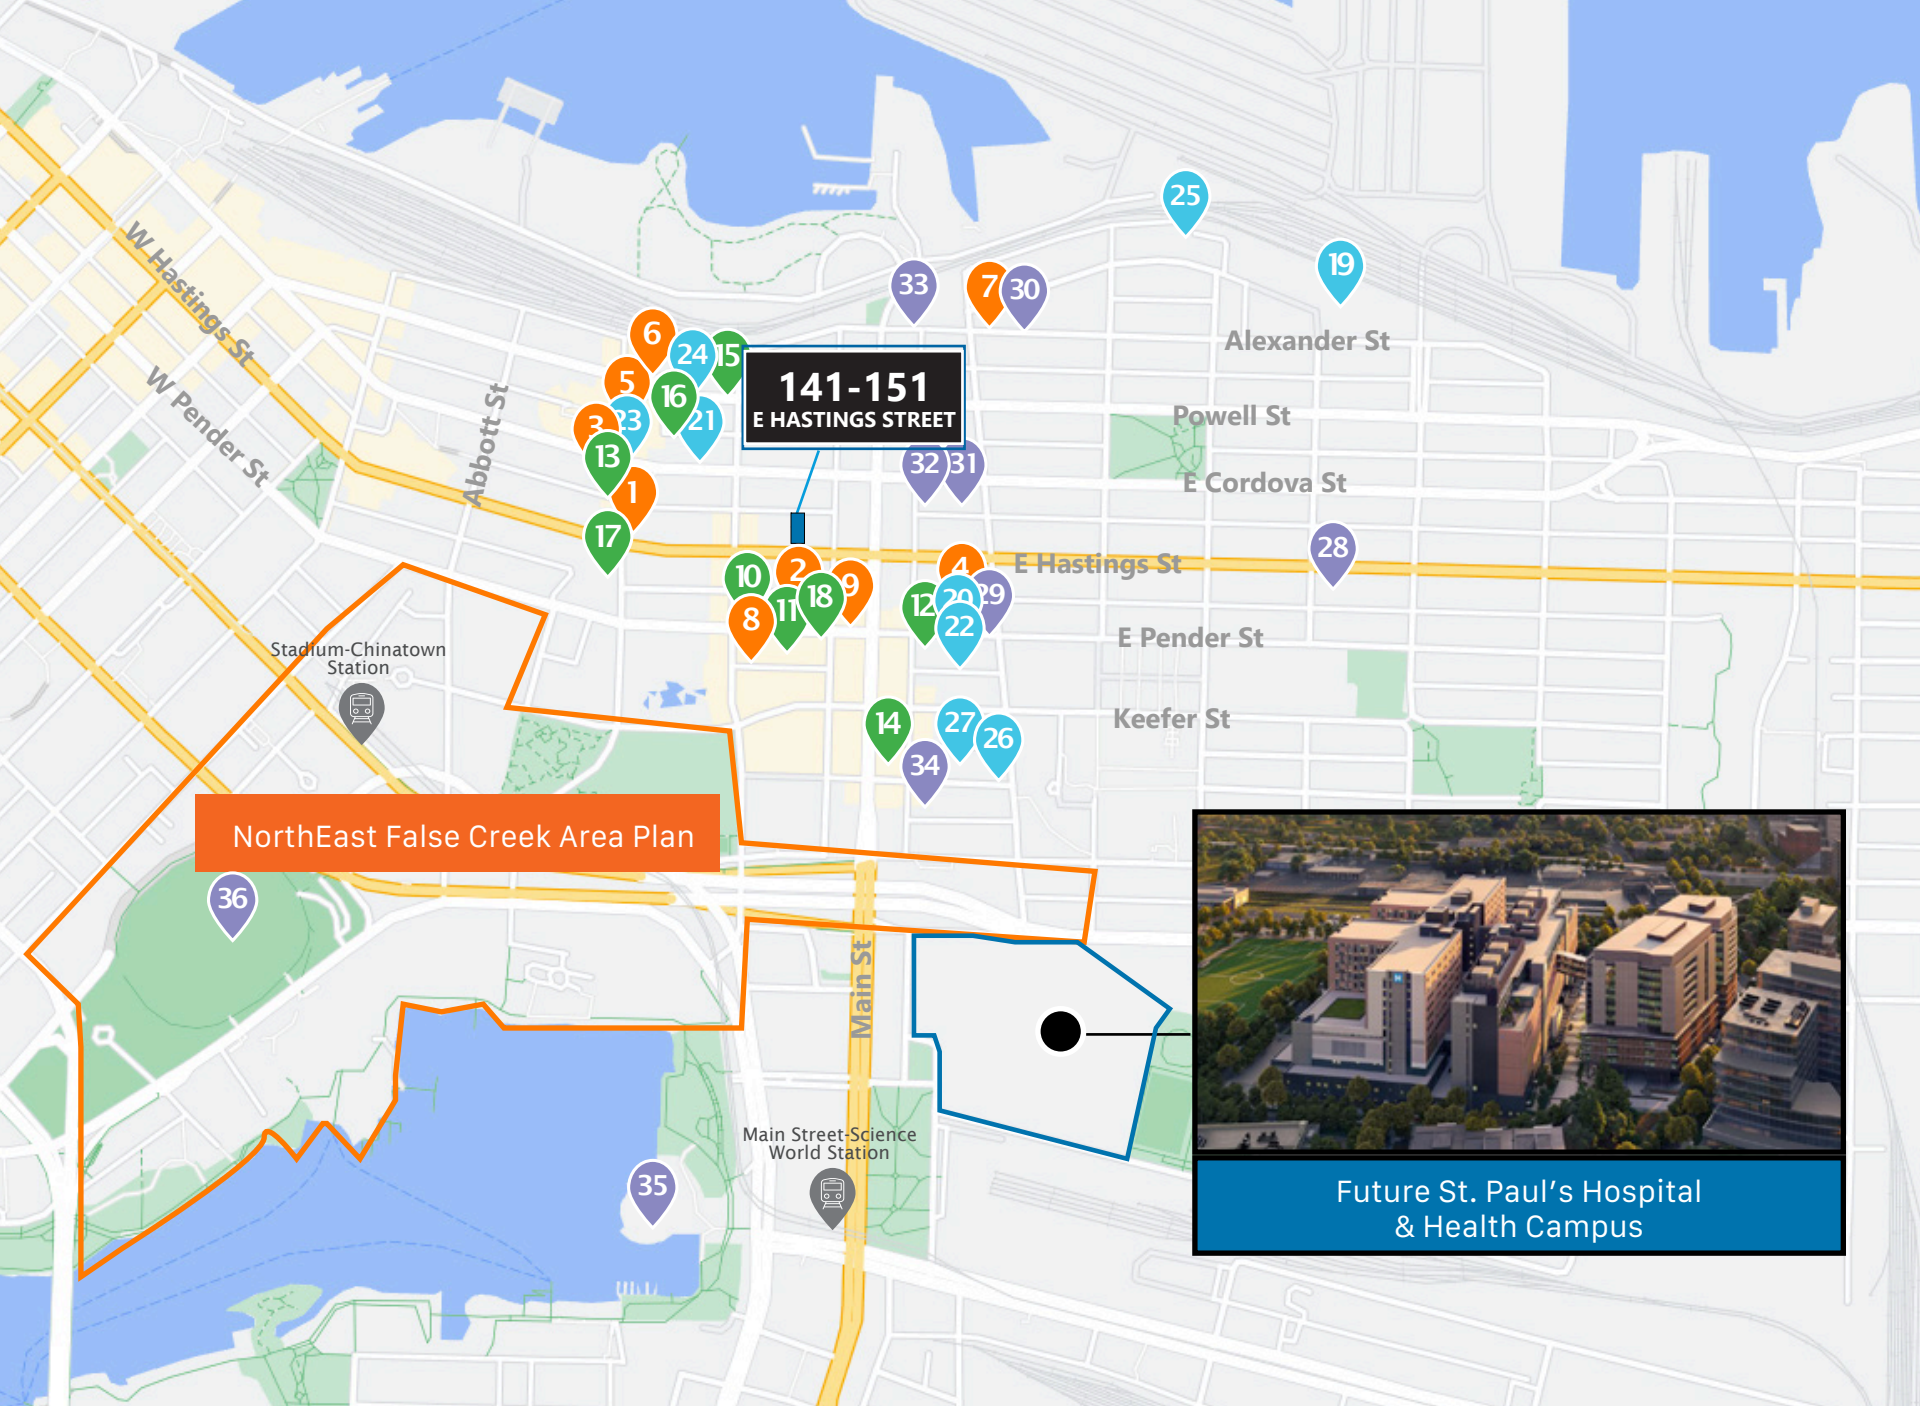 25
19
33
7
30
W Hastings St
6
24
15
Alexander St
5
141-151
E HASTINGS STREET
16
W Pender St
Abbott St
3
23
21
Powell St
13
32
31
E Cordova St
1
17
28
E Hastings St
10
2
9
4
8
11
18
12
20
29
22
E Pender St
Stadium-Chinatown
Station
14
27
26
Keefer St
34
NorthEast False Creek Area Plan
36
Main St
Main Street-Science
World Station
35
Future St. Paul's Hospital
& Health Campus